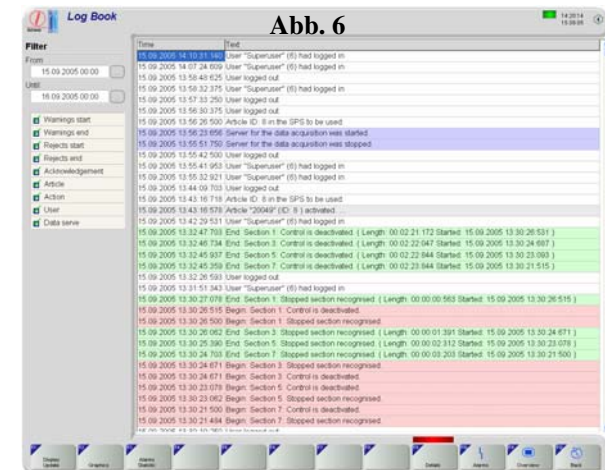 Log Book
Abb. 6
14:20:14
15.09.05
Filter
From:
15.09.2005 00:00
Until:
16.09.2005 00:00
Warnings start
Warnings end
Rejects start
Rejects end
Acknowledgement
Article
Action
User
Data serve
Time Text
15.09.2005 14:10:31:140 User "Superuser" (6) had logged in
15.09.2005 14:07:24:609 User "Superuser" (6) had logged in
15.09.2005 13:58:48:625 User logged out
15.09.2005 13:58:32:375 User "Superuser" (6) had logged in
15.09.2005 13:57:33:250 User logged out
15.09.2005 13:56:30:375 User logged out
15.09.2005 13:56:26:500 Article ID: 8 in the SPS to be used
15.09.2005 13:56:23:656 Server for the data acquisition was started
15.09.2005 13:55:51:750 Server for the data acquisition was stopped
15.09.2005 13:55:42:500 User logged out
15.09.2005 13:55:41:953 User "Superuser" (6) had logged in
15.09.2005 13:55:32:921 User "Superuser" (6) had logged in
15.09.2005 13:44:09:703 User logged out
15.09.2005 13:43:16:718 Article ID: 8 in the SPS to be used
15.09.2005 13:43:16:578 Article "20049" (ID: 8 ) activated. ...
15.09.2005 13:42:29:531 User "Superuser" (6) had logged in
15.09.2005 13:32:47:703 End: Section 1: Control is deactivated. ( Length: 00:02:21:172 Started: 15.09.2005 13:30:26:531 )
15.09.2005 13:32:46:734 End: Section 3: Control is deactivated. ( Length: 00:02:22:047 Started: 15.09.2005 13:30:24:687 )
15.09.2005 13:32:45:937 End: Section 5: Control is deactivated. ( Length: 00:02:22:844 Started: 15.09.2005 13:30:23:093 )
15.09.2005 13:32:45:359 End: Section 7: Control is deactivated. ( Length: 00:02:23:844 Started: 15.09.2005 13:30:21:515 )
15.09.2005 13:32:26:593 User logged out
15.09.2005 13:31:51:343 User "Superuser" (6) had logged in
15.09.2005 13:30:27:078 End: Section 1: Stopped section recognised. ( Length: 00:00:00:563 Started: 15.09.2005 13:30:26:515 )
15.09.2005 13:30:26:515 Begin: Section 1: Control is deactivated.
15.09.2005 13:30:26:500 Begin: Section 1: Stopped section recognised.
15.09.2005 13:30:26:062 End: Section 3: Stopped section recognised. ( Length: 00:00:01:391 Started: 15.09.2005 13:30:24:671 )
15.09.2005 13:30:25:390 End: Section 5: Stopped section recognised. ( Length: 00:00:02:312 Started: 15.09.2005 13:30:23:078 )
15.09.2005 13:30:24:703 End: Section 7: Stopped section recognised. ( Length: 00:00:03:203 Started: 15.09.2005 13:30:21:500 )
15.09.2005 13:30:24:671 Begin: Section 3: Stopped section recognised.
15.09.2005 13:30:24:671 Begin: Section 3: Control is deactivated.
15.09.2005 13:30:23:078 Begin: Section 5: Control is deactivated.
15.09.2005 13:30:23:062 Begin: Section 5: Stopped section recognised.
15.09.2005 13:30:21:500 Begin: Section 7: Control is deactivated.
15.09.2005 13:30:21:484 Begin: Section 7: Stopped section recognised.
Display Update
Graphics
Alarms Statistic
Details
Alarms
Overview
Back